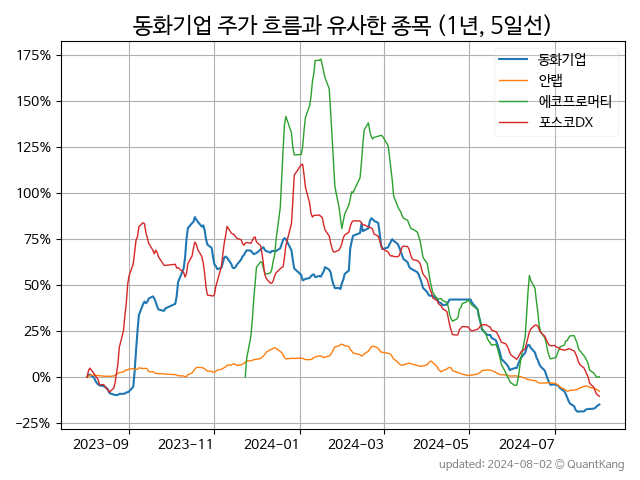 동화기업 주가 흐름과 유사한 종목 (1년, 5일선)
175%
150%
125%
100%
75%
50%
25%
0%
−25%
동화기업
안랩
에코프로머티
포스코DX
2023-09
2023-11
2024-01
2024-03
2024-05
2024-07
updated: 2024-08-02 © QuantKang